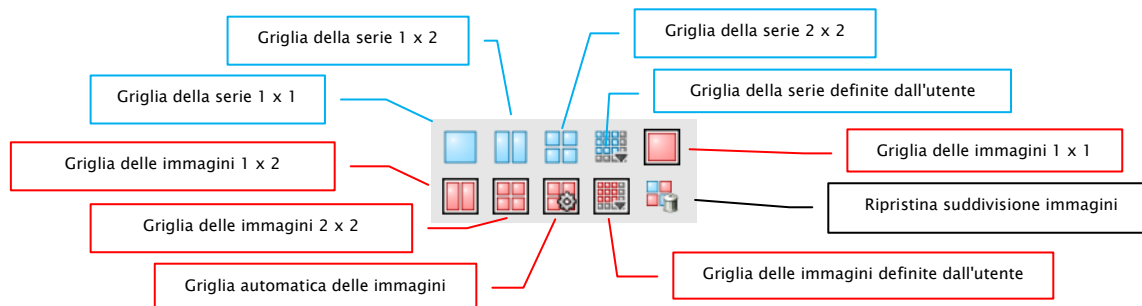 Griglia della serie 1 x 2
Griglia della serie 2 x 2
Griglia della serie 1 x 1
Griglia della serie definite dall'utente
Griglia delle immagini 1 x 2
Griglia delle immagini 1 x 1
Ripristina suddivisione immagini
Griglia delle immagini 2 x 2
Griglia automatica delle immagini
Griglia delle immagini definite dall'utente